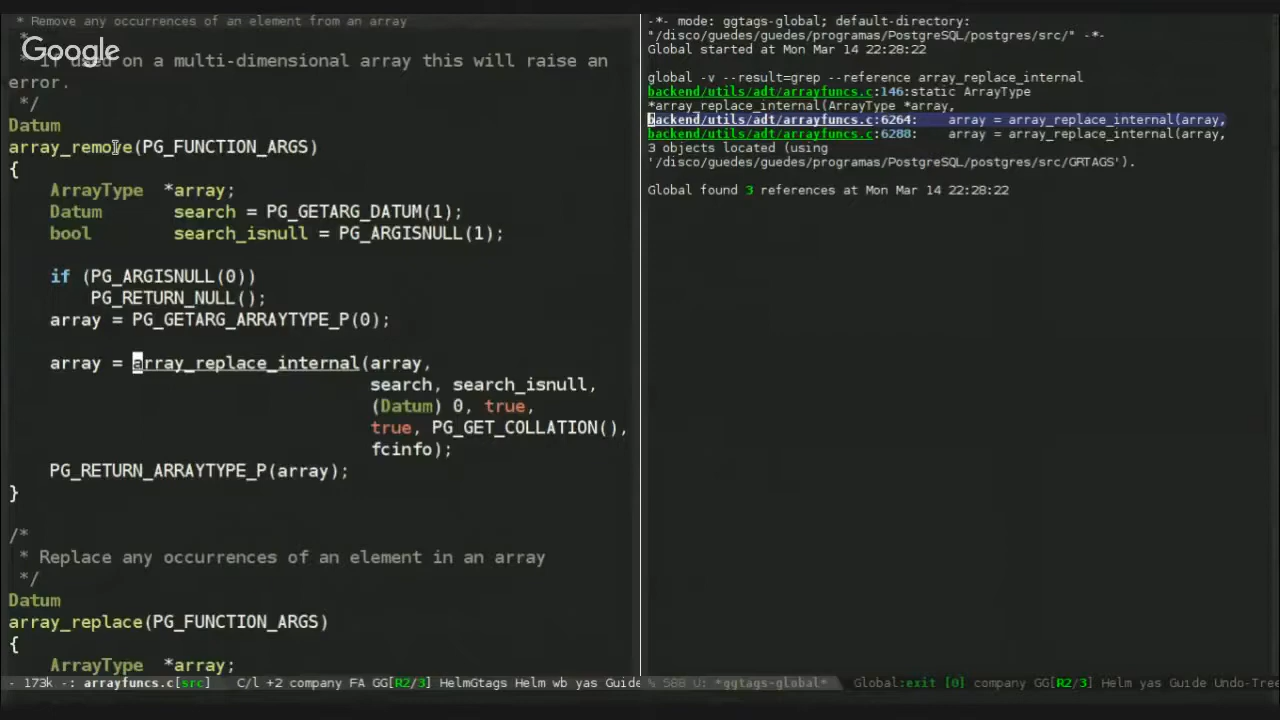 * Remove any occurrences of an element from an array
*
Google
* If used on a multi-dimensional array this will raise an
error.
*/
Datum
array_remove(PG_FUNCTION_ARGS)
{
ArrayType *array;
Datum search = PG_GETARG_DATUM(1);
bool search_isnull = PG_ARGISNULL(1);
if (PG_ARGISNULL(0))
PG_RETURN_NULL();
array = PG_GETARG_ARRAYTYPE_P(0);
array = array_replace_internal(array,
search, search_isnull,
(Datum) 0, true,
true, PG_GET_COLLATION(),
fcinfo);
PG_RETURN_ARRAYTYPE_P(array);
}
/*
* Replace any occurrences of an element in an array
*/
Datum
array_replace(PG_FUNCTION_ARGS)
{
ArrayType *array;
- 173k -: arrayfuncs.c[src] C/l +2 company FA GG[R2/3] HelmGtags Helm wb yas Guide
-*- mode: ggtags-global; default-directory:
"/disco/guedes/guedes/programas/PostgreSQL/postgres/src/" -*-
Global started at Mon Mar 14 22:28:22
global -v --result=grep --reference array_replace_internal
backend/utils/adt/arrayfuncs.c:146:static ArrayType
*array_replace_internal(ArrayType *array,
backend/utils/adt/arrayfuncs.c:6264: array = array_replace_internal(array,
backend/utils/adt/arrayfuncs.c:6288: array = array_replace_internal(array,
3 objects located (using
'/disco/guedes/guedes/programas/PostgreSQL/postgres/src/GRTAGS').
Global found 3 references at Mon Mar 14 22:28:22
% 588 U: *ggtags-global* Global:exit [0] company GG[R2/3] Helm yas Guide Undo-Tree